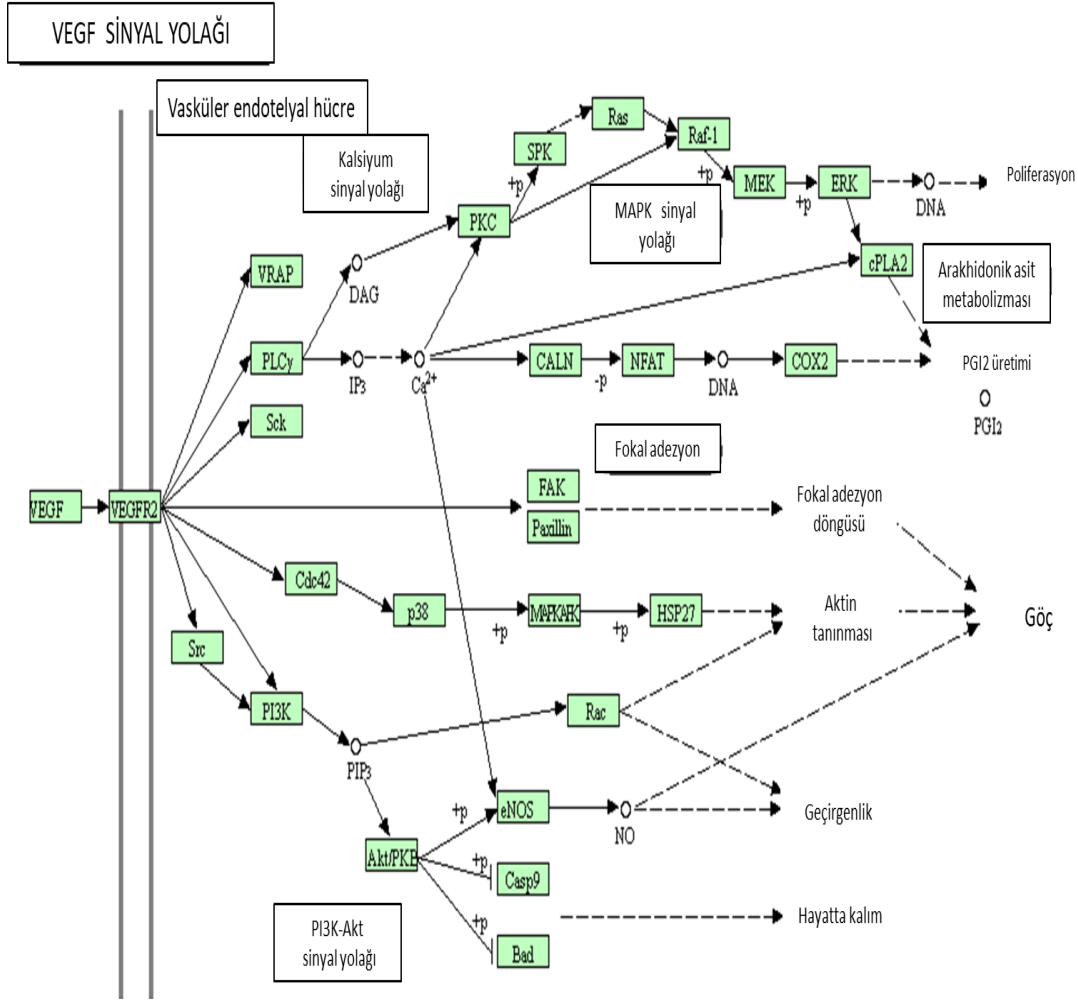 VEGF SİNYAL YOLAĞI
Vasküler endotelyal hücre
Kalsiyum
sinyal yolağı
Ras
SPK
Raf-1
+p
+p
MEK
+p
ERK
DNA
Poliferasyon
PKC
MAPK sinyal
yolağı
VRAP
DAG
cPLA2
Arakhidonik asit
metabolizması
PLCγ
IP3
Ca2+
CALN
-p
NFAT
DNA
COX2
PGI2 üretimi
PGI2
Sck
Fokal adezyon
VEGF
VEGFR2
FAK
Paxillin
Fokal adezyon
döngüsü
Cdc42
p38
+p
MAPKAPK
+p
HSP27
Aktin
tanınması
Göç
Src
PI3K
PIP3
Rac
+p
eNOS
NO
Geçirgenlik
Akt/PKB
+p
Casp9
+p
Bad
Hayatta kalım
PI3K-Akt
sinyal yolağı